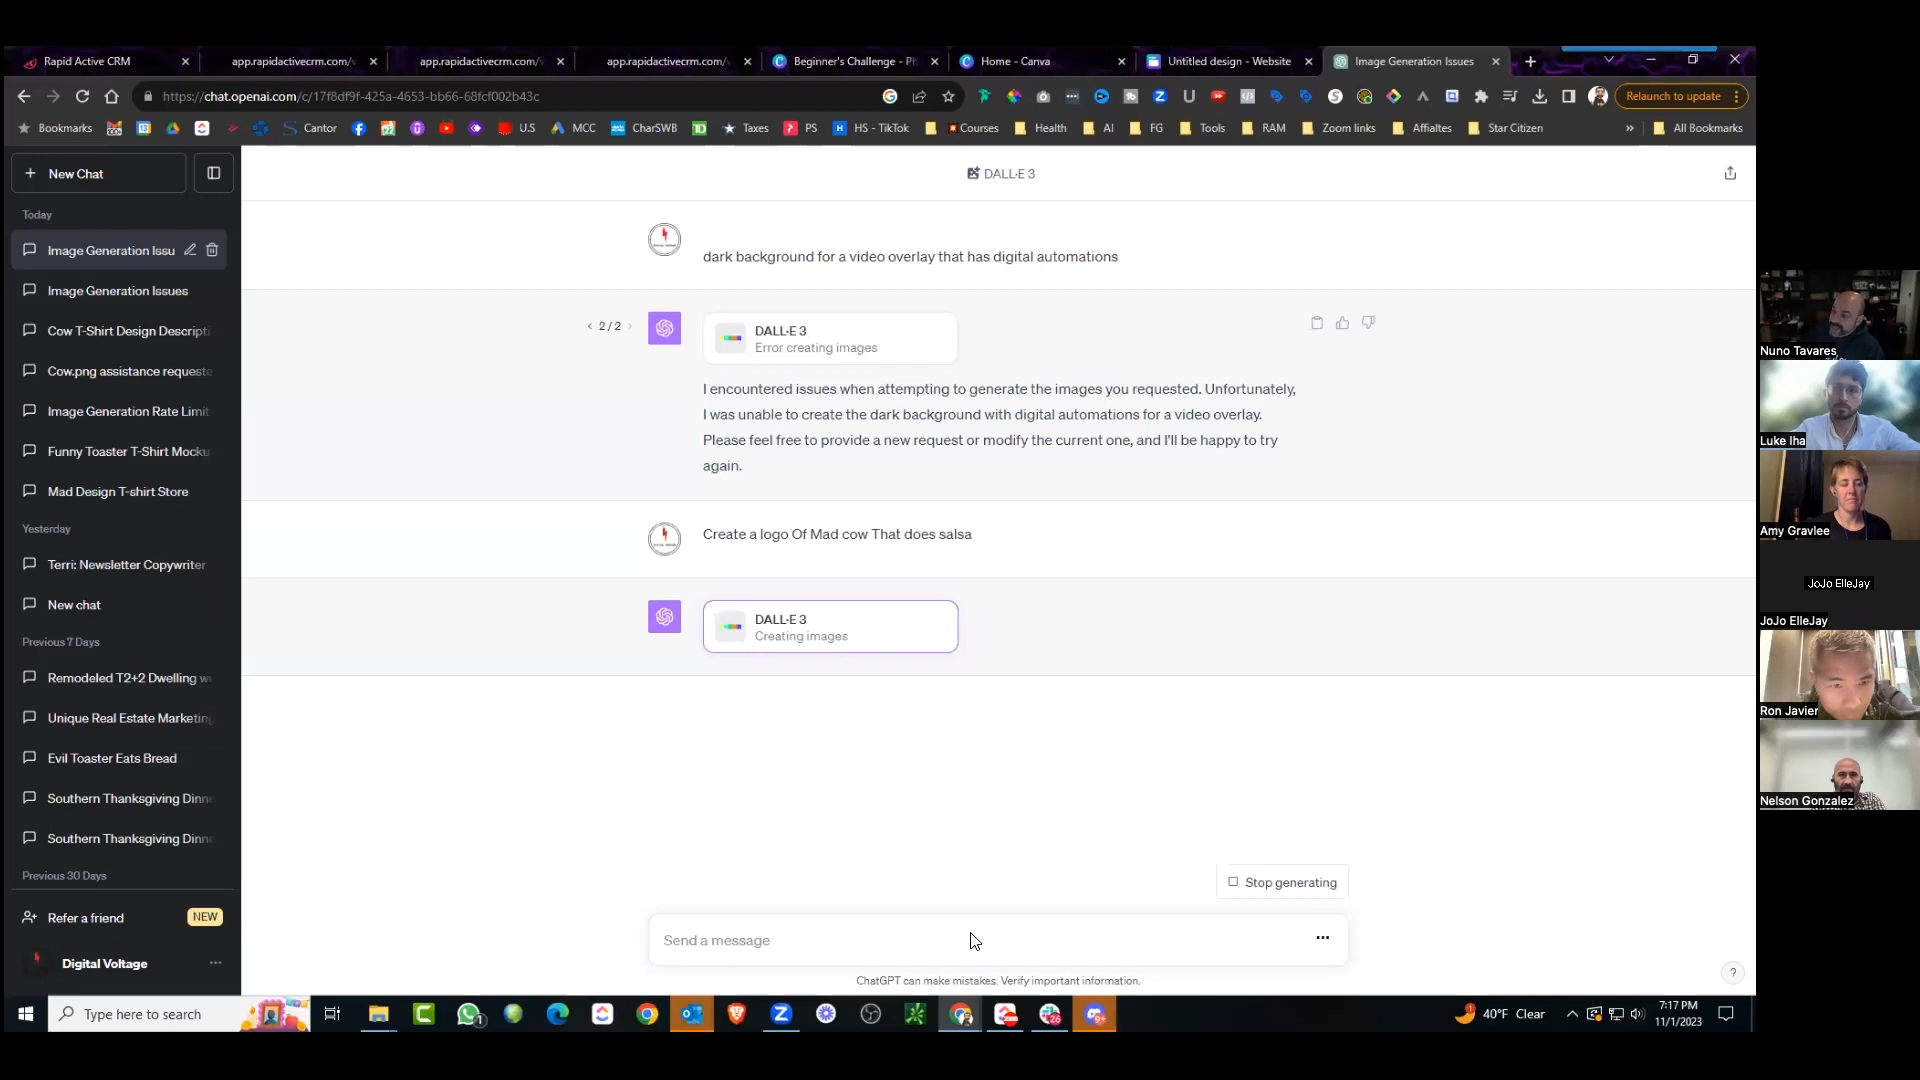 Rapid Active CRM
app.rapidactivecrm.com/
app.rapidactivecrm.com/
app.rapidactivecrm.com/
Beginner's Challenge - Ph
Home - Canva
Untitled design - Website
Image Generation Issues
https://chat.openai.com/c/17f8df9f-425a-4653-bb66-68fcf002b43c
Relaunch to update
Bookmarks
Cantor
U.S
MCC
CharSWB
Taxes
PS
HS - TikTok
Courses
Health
AI
FG
Tools
RAM
Zoom links
Affialtes
Star Citizen
All Bookmarks
New Chat
Today
Image Generation Issu
Image Generation Issues
Cow T-Shirt Design Descripti
Cow.png assistance requeste
Image Generation Rate Limit
Funny Toaster T-Shirt Mocku
Mad Design T-shirt Store
Yesterday
Terri: Newsletter Copywriter
New chat
Previous 7 Days
Remodeled T2+2 Dwelling w
Unique Real Estate Marketing
Evil Toaster Eats Bread
Southern Thanksgiving Dinne
Southern Thanksgiving Dinne
Previous 30 Days
Refer a friend
NEW
Digital Voltage
DALL·E 3
dark background for a video overlay that has digital automations
2 / 2
DALL·E 3
Error creating images
I encountered issues when attempting to generate the images you requested. Unfortunately,
I was unable to create the dark background with digital automations for a video overlay.
Please feel free to provide a new request or modify the current one, and I'll be happy to try
again.
Create a logo Of Mad cow That does salsa
DALL·E 3
Creating images
Stop generating
Send a message
ChatGPT can make mistakes. Verify important information.
?
Nuno Tavares
Luke Iha
Amy Gravlee
JoJo ElleJay
JoJo ElleJay
Ron Javier
Nelson Gonzalez
Type here to search
40°F Clear
7:17 PM
11/1/2023